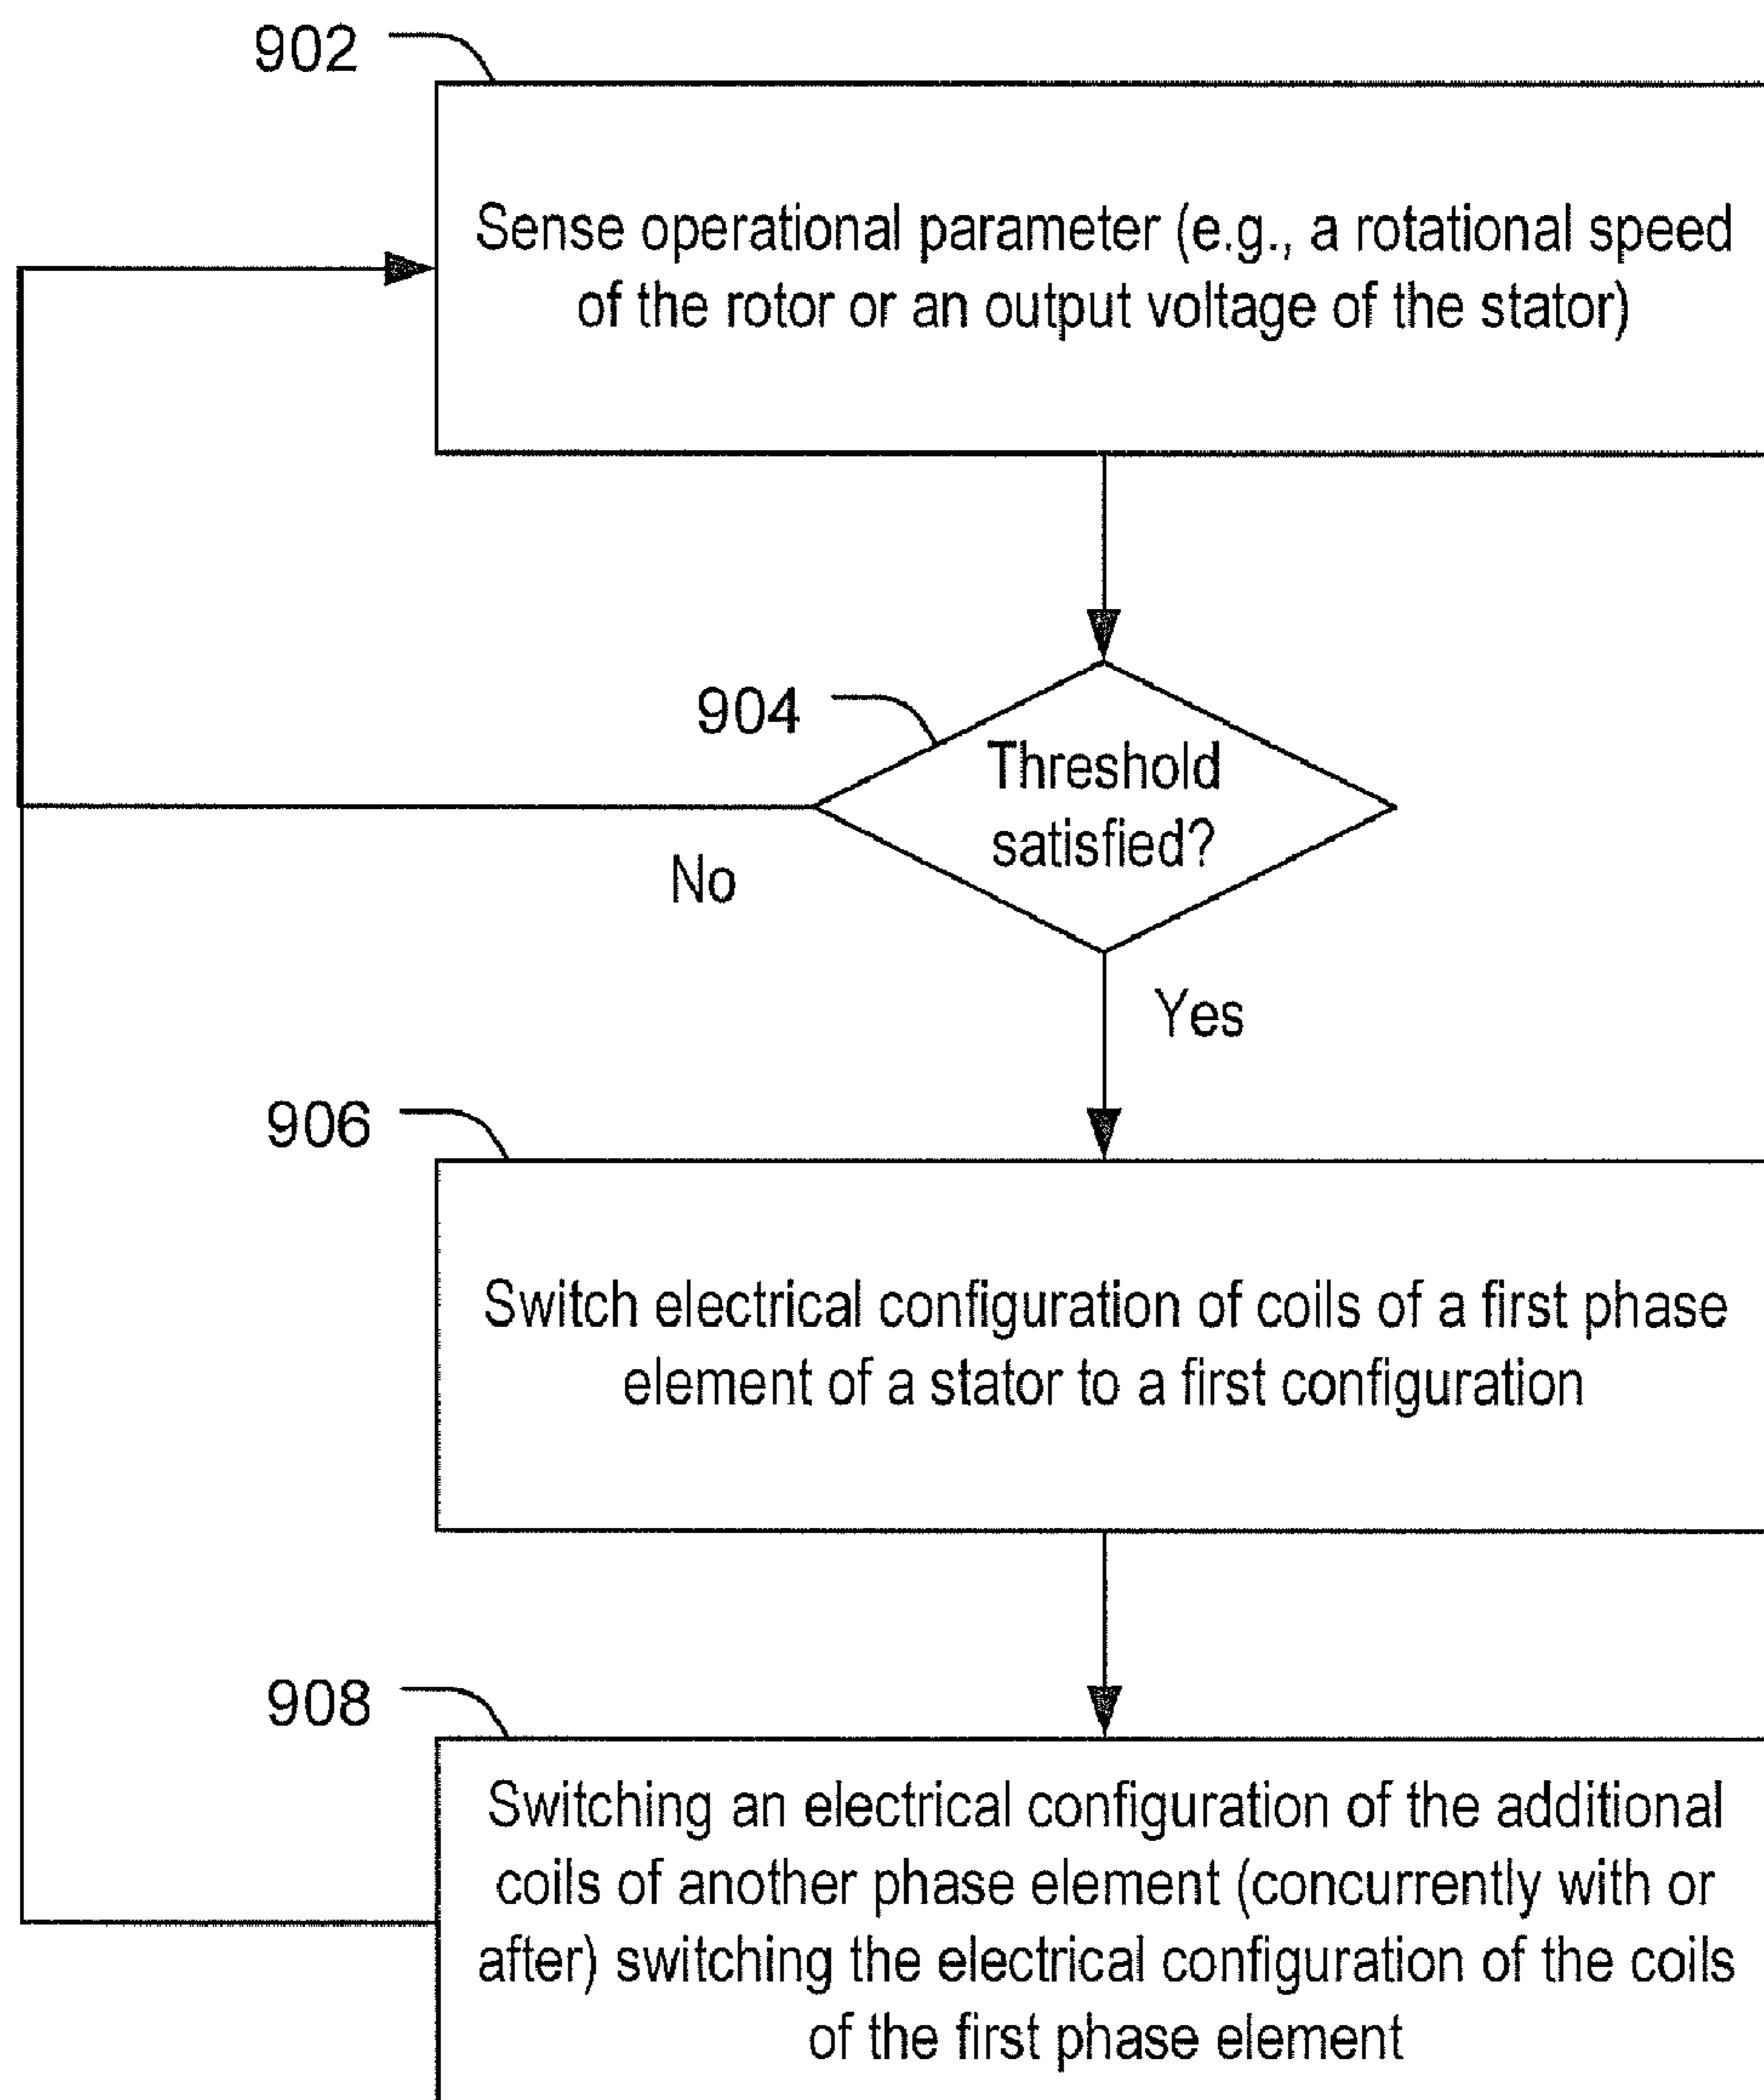 902
Sense operational parameter (e.g., a rotational speed
of the rotor or an output voltage of the stator)
904
Threshold
satisfied?
No
Yes
906
Switch electrical configuration of coils of a first phase
element of a stator to a first configuration
908
Switching an electrical configuration of the additional
coils of another phase element (concurrently with or
after) switching the electrical configuration of the coils
of the first phase element